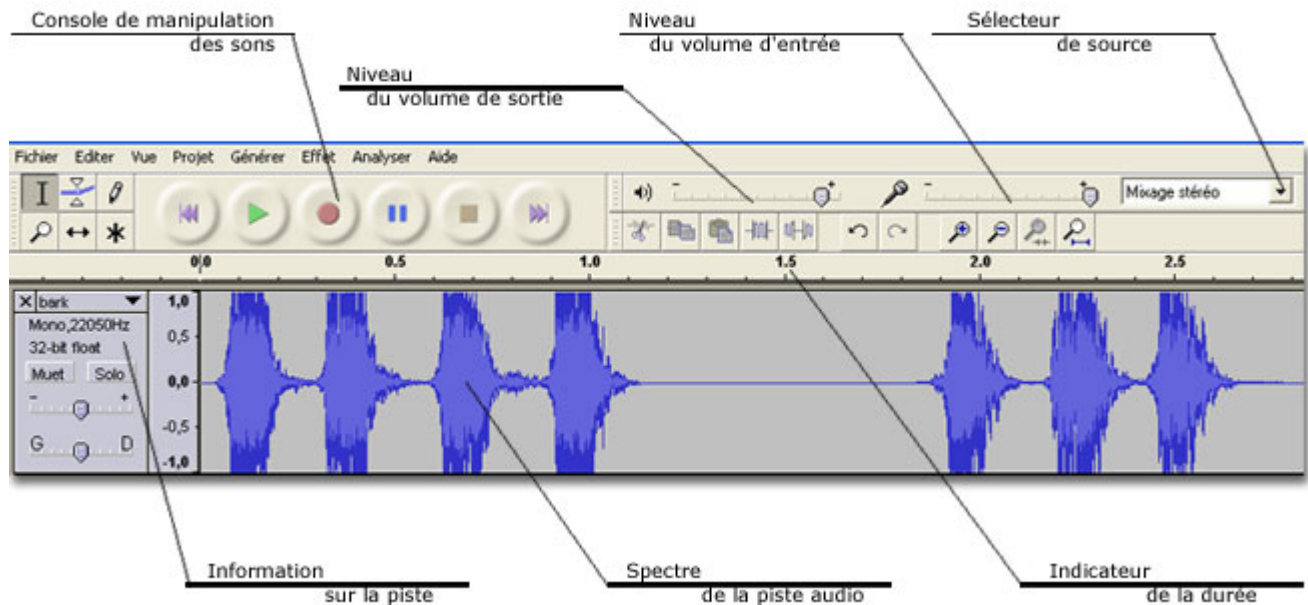 Console de manipulation
des sons
Niveau
du volume d'entrée
Sélecteur
de source
Niveau
du volume de sortie
Fichier Editer Vue Projet Générer Effet Analyser Aide
Mixage stéréo
0,0 0.5 1.0 1.5 2.0 2.5
bark
Mono,22050Hz
32-bit float
Muet Solo
- +
G D
1,0
0,5
0,0
-0,5
-1,0
Information
sur la piste
Spectre
de la piste audio
Indicateur
de la durée